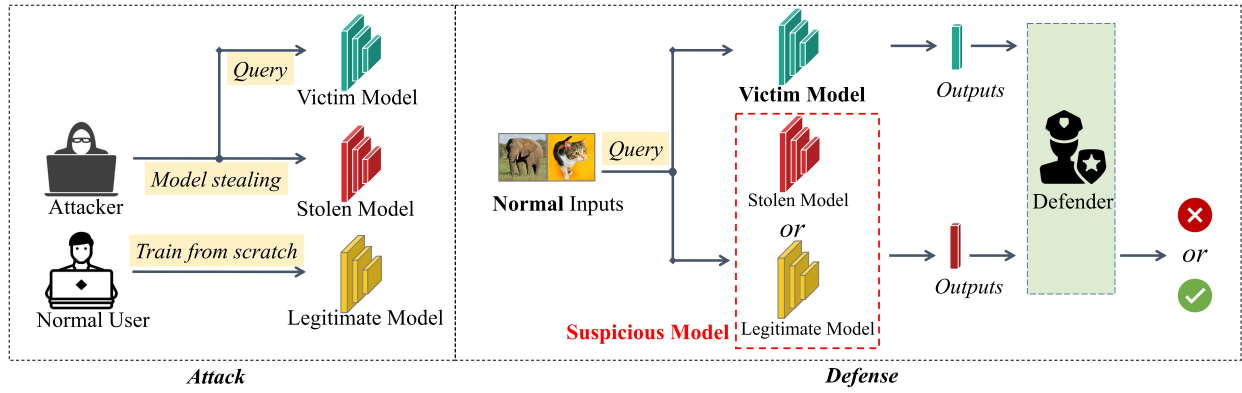 Query
Victim Model
Model stealing
Attacker
Stolen Model
Train from scratch
Normal User
Legitimate Model
Attack
Normal Inputs
Query
Victim Model
Stolen Model
or
Legitimate Model
Suspicious Model
Outputs
Outputs
Defender
or
Defense